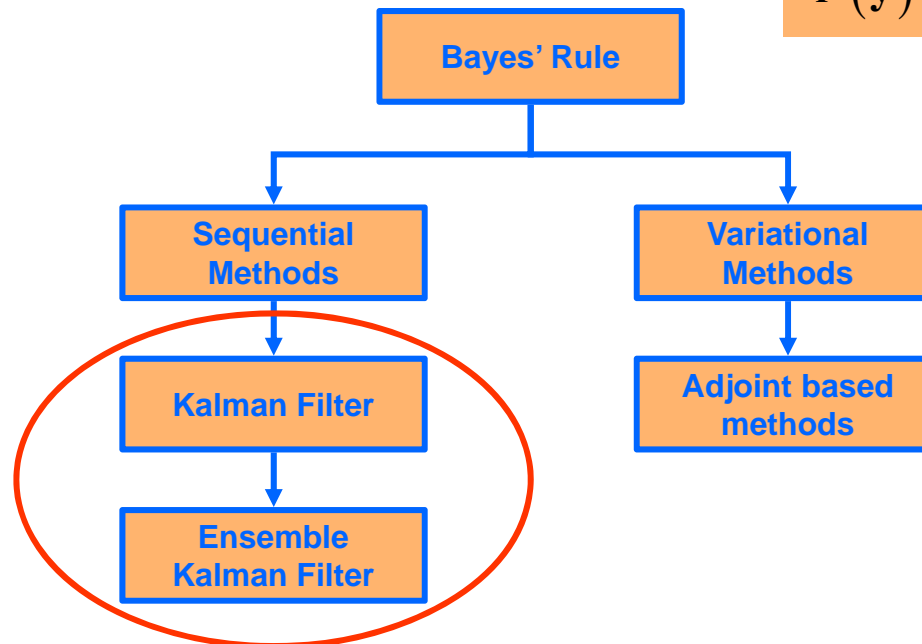 (y)
Bayes’ Rule
Sequential
Methods
Variational
Methods
Kalman Filter
Adjoint based
methods
Ensemble
Kalman Filter